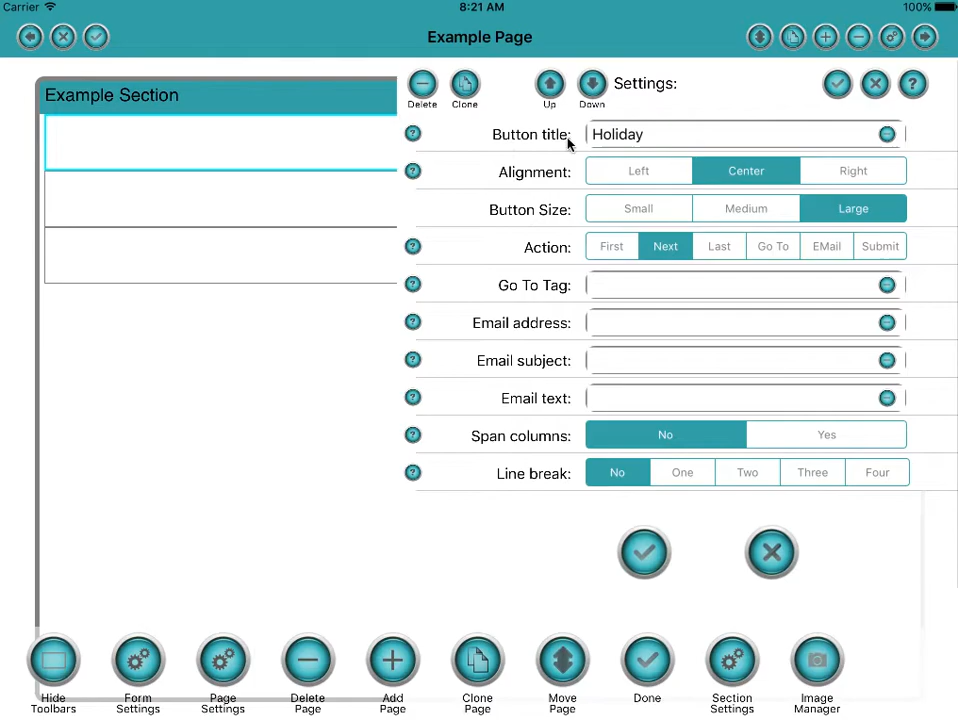 Carrier 8:21 AM 100%
Example Page
Example Section
Delete Clone Up Down Settings:
Button title: Holiday
Alignment: Left Center Right
Button Size: Small Medium Large
Action: First Next Last Go To EMail Submit
Go To Tag:
Email address:
Email subject:
Email text:
Span columns: No Yes
Line break: No One Two Three Four
Hide Toolbars
Form Settings
Page Settings
Delete Page
Add Page
Clone Page
Move Page
Done
Section Settings
Image Manager